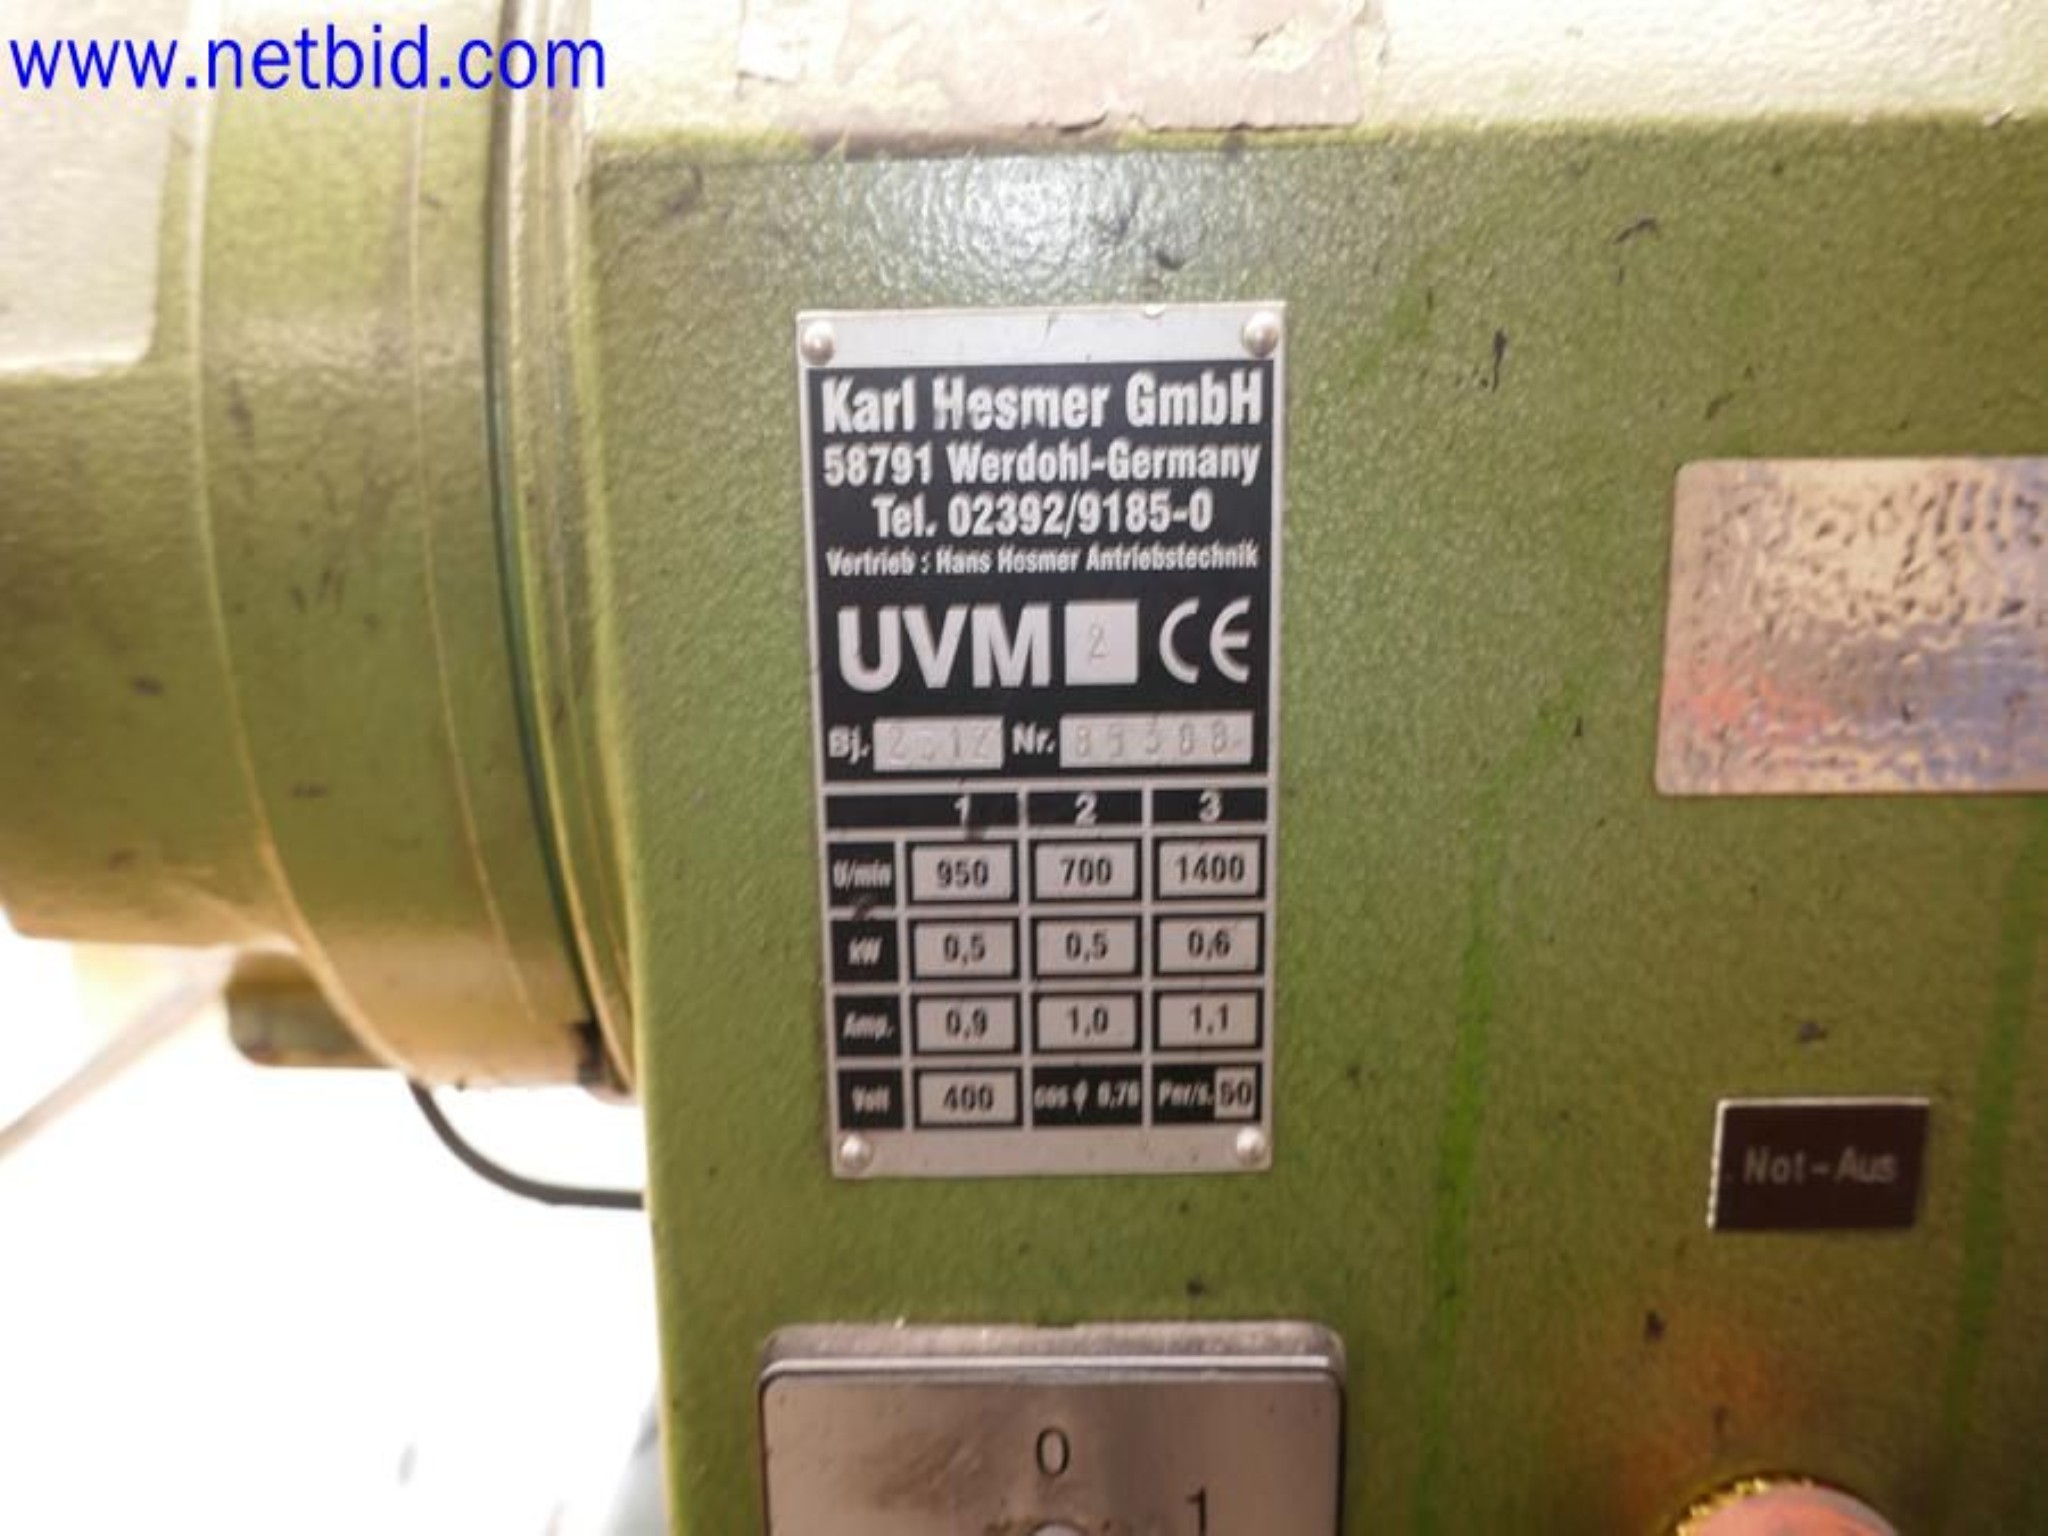 www.netbid.com
Karl Hesmer GmbH
58791 Werdohl-Germany
Tel. 02392/9185-0
Vertrieb : Hans Hesmer Antriebstechnik
UVM 2 CE
Bj. 2012 Nr.
1 2 3
U/min 950 700 1400
kW 0,5 0,5 0,6
Amp. 0,9 1,0 1,1
Volt 400 cos φ 0,76 Per/s. 50
Not-Aus
0
1